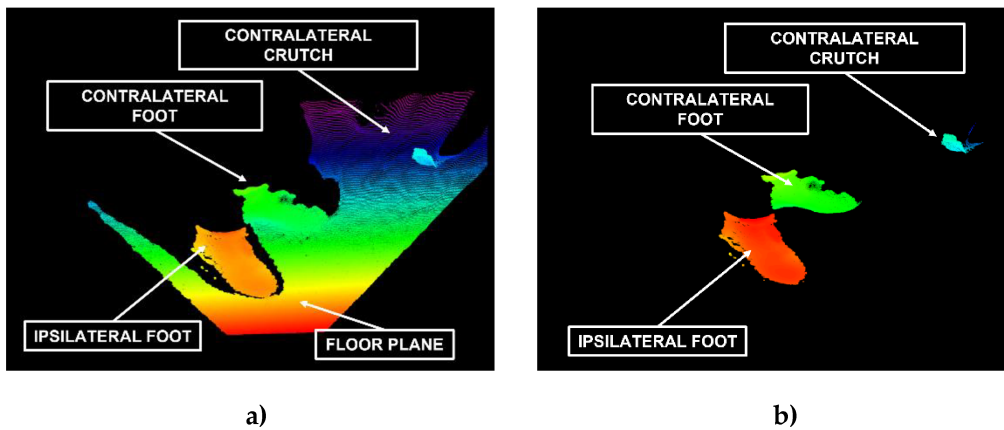 CONTRALATERAL
CRUTCH
CONTRALATERAL
FOOT
IPSILATERAL FOOT
FLOOR PLANE
a)
CONTRALATERAL
CRUTCH
CONTRALATERAL
FOOT
IPSILATERAL FOOT
b)